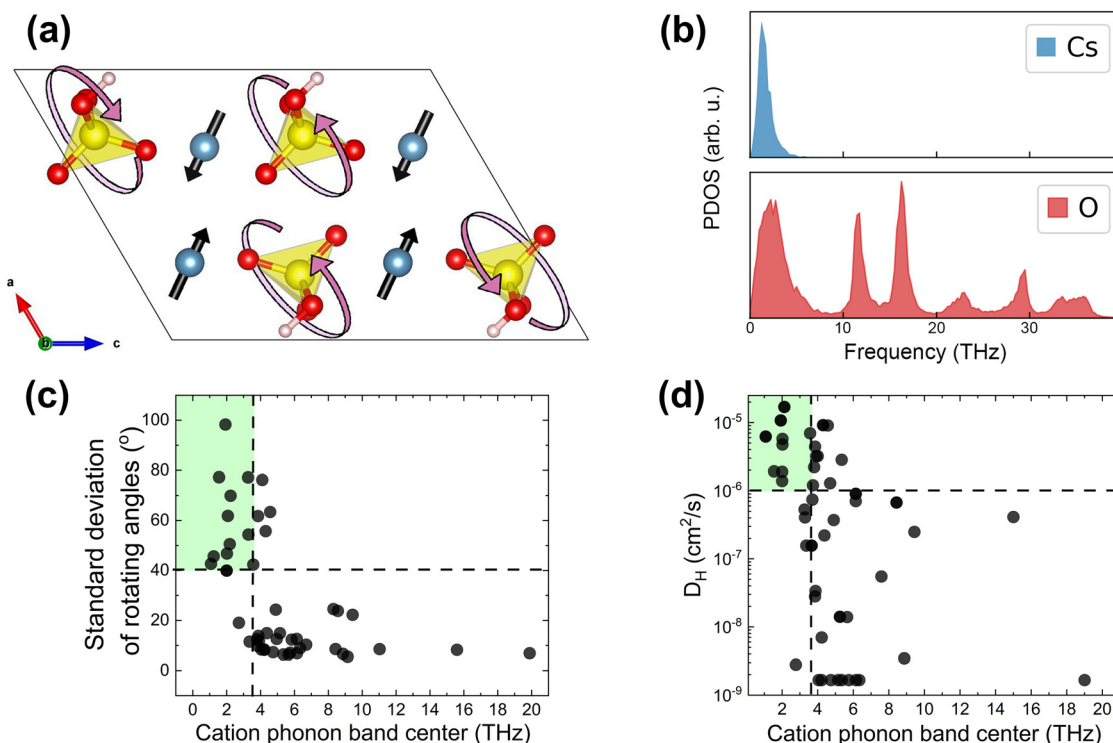 (a)
a
b
c
(b)
PDOS (arb. u.)
Cs
O
0 10 20 30
Frequency (THz)
(c)
Standard deviation
of rotating angles (°)
100
80
60
40
20
0
0 2 4 6 8 10 12 14 16 18 20
Cation phonon band center (THz)
(d)
D_H (cm²/s)
10⁻⁵
10⁻⁶
10⁻⁷
10⁻⁸
10⁻⁹
0 2 4 6 8 10 12 14 16 18 20
Cation phonon band center (THz)